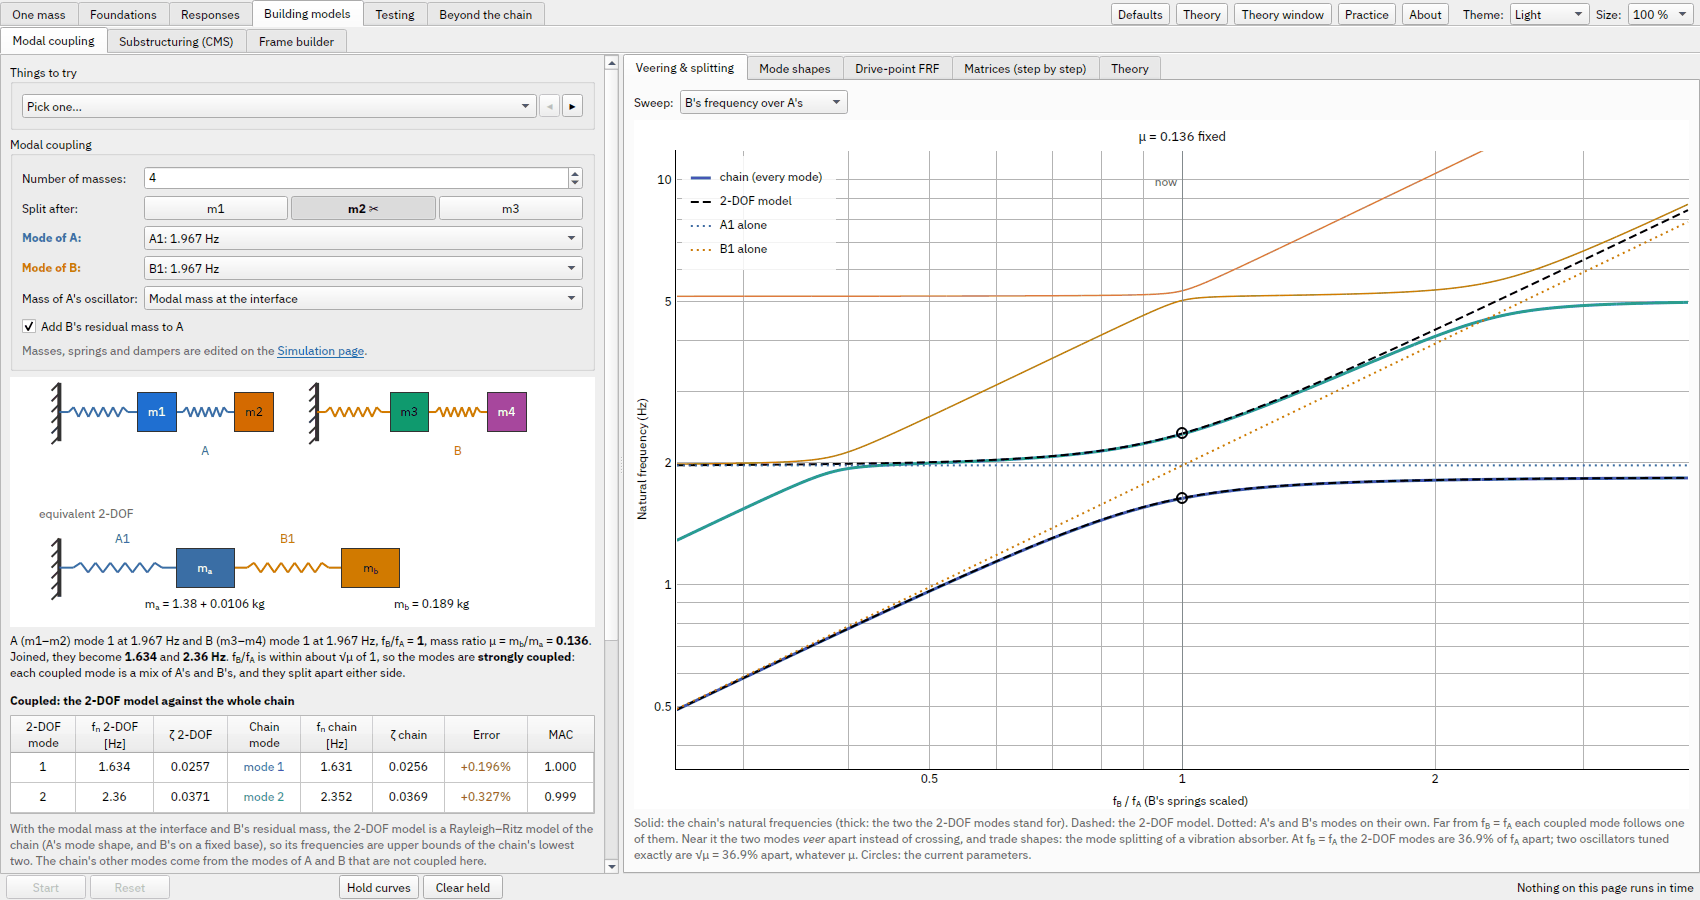 One mass
Foundations
Responses
Building models
Testing
Beyond the chain
Defaults
Theory
Theory window
Practice
About
Theme:
Light
Size:
100 %
Modal coupling
Substructuring (CMS)
Frame builder
Things to try
Pick one...
Modal coupling
Number of masses:
4
Split after:
m1
m2 ✂
m3
Mode of A:
A1: 1.967 Hz
Mode of B:
B1: 1.967 Hz
Mass of A's oscillator:
Modal mass at the interface
Add B's residual mass to A
Masses, springs and dampers are edited on the Simulation page.
m1
m2
m3
m4
A
B
equivalent 2-DOF
A1
B1
mₐ
m_b
mₐ = 1.38 + 0.0106 kg
m_b = 0.189 kg
A (m1–m2) mode 1 at 1.967 Hz and B (m3–m4) mode 1 at 1.967 Hz, f_B/f_A = 1, mass ratio μ = m_b/mₐ = 0.136.
Joined, they become 1.634 and 2.36 Hz. f_B/f_A is within about √μ of 1, so the modes are strongly coupled:
each coupled mode is a mix of A's and B's, and they split apart either side.
Coupled: the 2-DOF model against the whole chain
2-DOF mode
fₙ 2-DOF [Hz]
ζ 2-DOF
Chain mode
fₙ chain [Hz]
ζ chain
Error
MAC
1
1.634
0.0257
mode 1
1.631
0.0256
+0.196%
1.000
2
2.36
0.0371
mode 2
2.352
0.0369
+0.327%
0.999
With the modal mass at the interface and B's residual mass, the 2-DOF model is a Rayleigh–Ritz model of the
chain (A's mode shape, and B's on a fixed base), so its frequencies are upper bounds of the chain's lowest
two. The chain's other modes come from the modes of A and B that are not coupled here.
Start
Reset
Hold curves
Clear held
Veering & splitting
Mode shapes
Drive-point FRF
Matrices (step by step)
Theory
Sweep:
B's frequency over A's
μ = 0.136 fixed
chain (every mode)
2-DOF model
A1 alone
B1 alone
now
10
5
2
1
0.5
Natural frequency (Hz)
0.5
1
2
f_B / f_A (B's springs scaled)
Solid: the chain's natural frequencies (thick: the two the 2-DOF modes stand for). Dashed: the 2-DOF model. Dotted: A's and B's modes on their own. Far from f_B = f_A each coupled mode follows one
of them. Near it the two modes veer apart instead of crossing, and trade shapes: the mode splitting of a vibration absorber. At f_B = f_A the 2-DOF modes are 36.9% of f_A apart; two oscillators tuned
exactly are √μ = 36.9% apart, whatever μ. Circles: the current parameters.
Nothing on this page runs in time